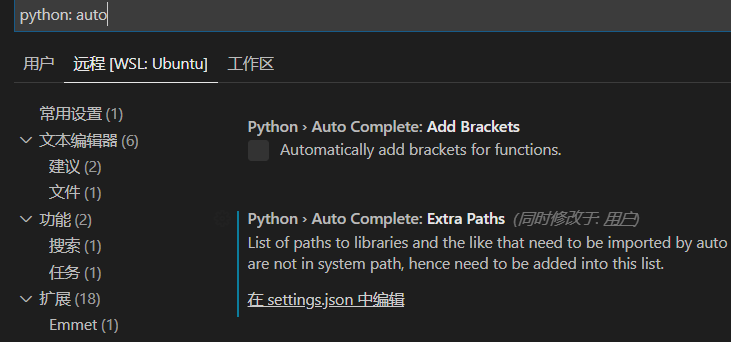 python: auto
用户 远程 [WSL: Ubuntu] 工作区
常用设置 (1)
文本编辑器 (6)
建议 (2)
文件 (1)
功能 (2)
搜索 (1)
任务 (1)
扩展 (18)
Emmet (1)
Python › Auto Complete: Add Brackets
Automatically add brackets for functions.
Python › Auto Complete: Extra Paths (同时修改于: 用户)
List of paths to libraries and the like that need to be imported by auto
are not in system path, hence need to be added into this list.
在 settings.json 中编辑